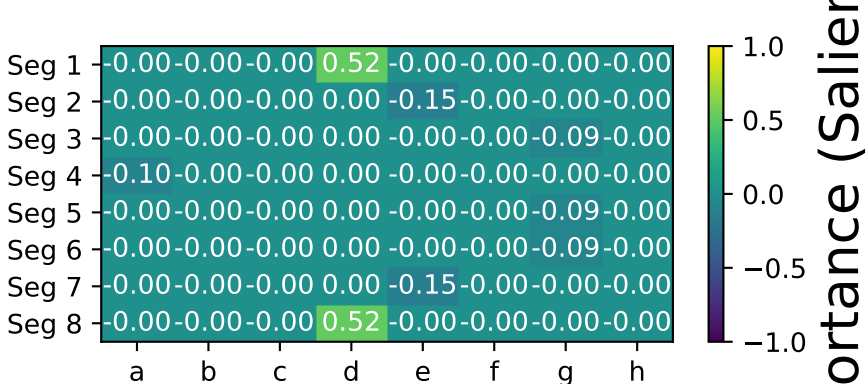 Seg 1 -0.00 -0.00 -0.00 0.52 -0.00 -0.00 -0.00 -0.00
Seg 2 -0.00 -0.00 -0.00 0.00 -0.15 -0.00 -0.00 -0.00
Seg 3 -0.00 -0.00 -0.00 0.00 -0.00 -0.00 -0.09 -0.00
Seg 4 -0.10 -0.00 -0.00 0.00 -0.00 -0.00 -0.00 -0.00
Seg 5 -0.00 -0.00 -0.00 0.00 -0.00 -0.00 -0.09 -0.00
Seg 6 -0.00 -0.00 -0.00 0.00 -0.00 -0.00 -0.09 -0.00
Seg 7 -0.00 -0.00 -0.00 0.00 -0.15 -0.00 -0.00 -0.00
Seg 8 -0.00 -0.00 -0.00 0.52 -0.00 -0.00 -0.00 -0.00
a b c d e f g h
1.0
0.5
0.0
−0.5
−1.0
ortance (Salien